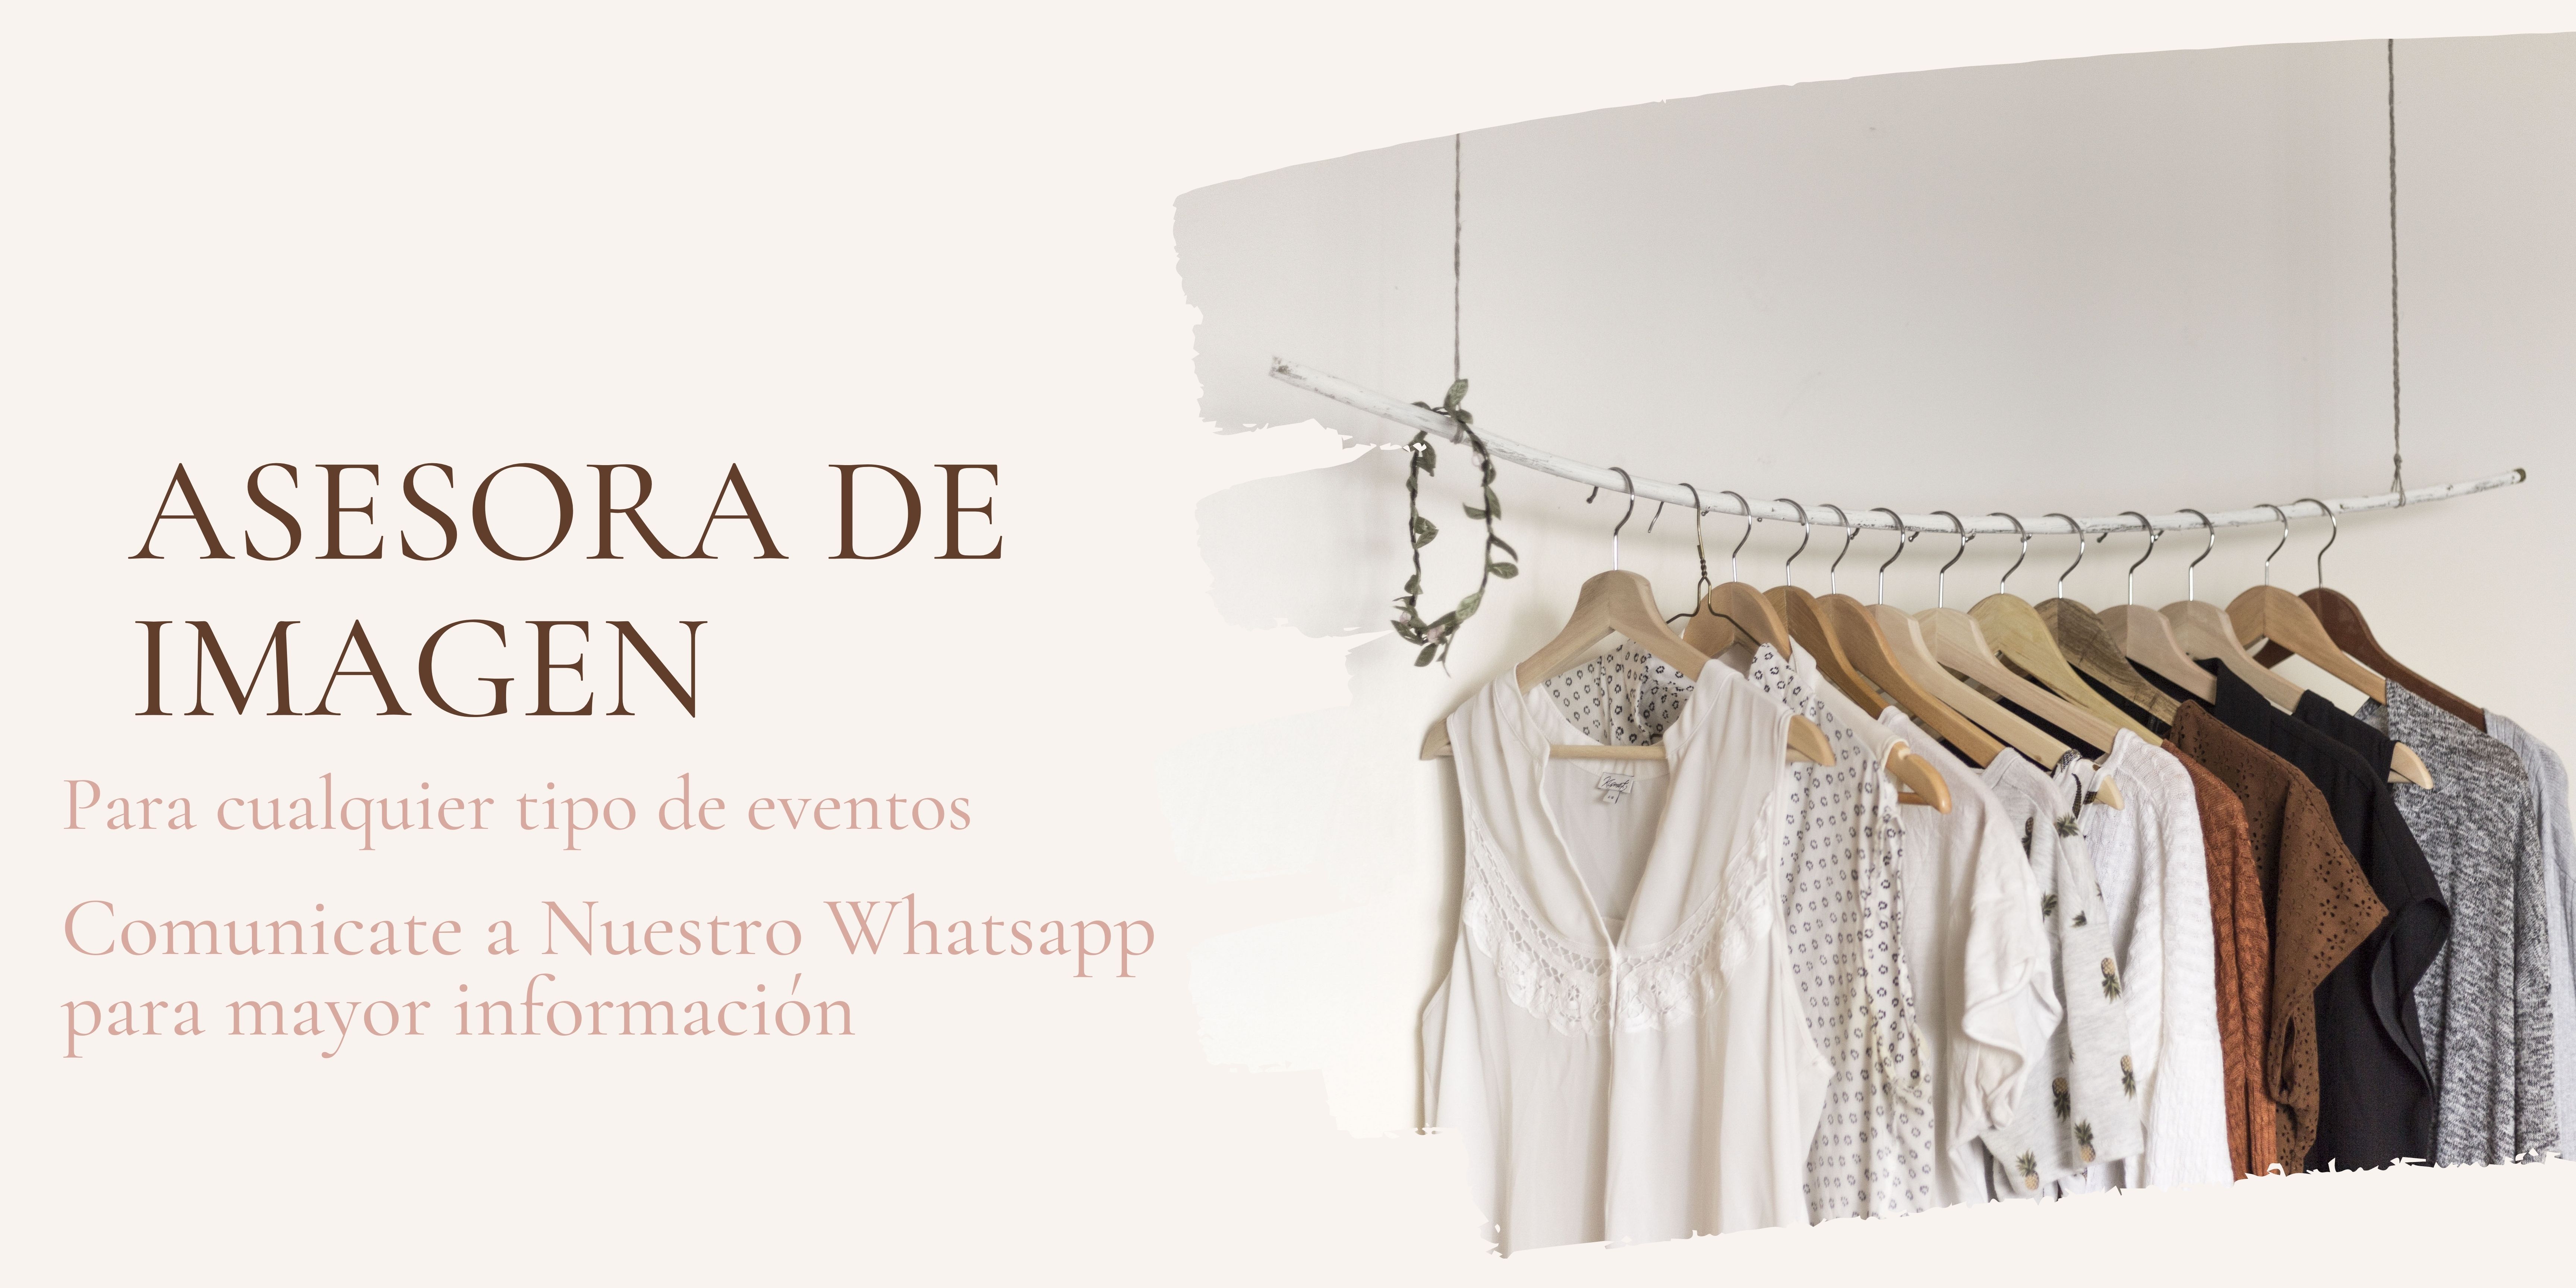 ASESORA DE
IMAGEN
Para cualquier tipo de eventos
Comunicate a Nuestro Whatsapp
para mayor información